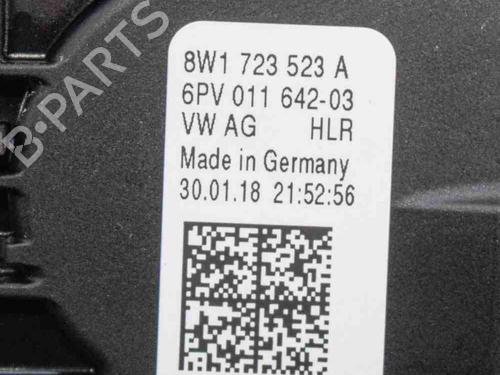 8W1 723 523 A
6PV 011 642-03
VW AG HLR
Made in Germany
30.01.18 21:52:56
B-PARTS